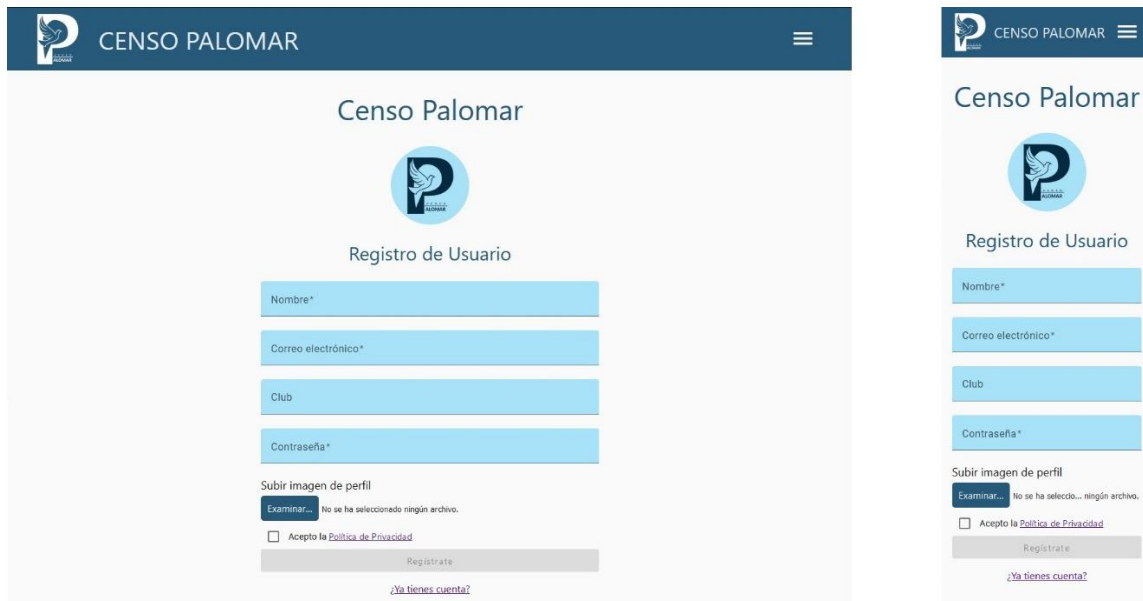 CENSO PALOMAR
Censo Palomar
ALOMAR
Registro de Usuario
Nombre*
Correo electrónico*
Club
Contraseña*
Subir imagen de perfil
Examinar... No se ha seleccionado ningún archivo.
Acepto la Política de Privacidad
Regístrate
¿Ya tienes cuenta?
CENSO PALOMAR
Censo Palomar
ALOMAR
Registro de Usuario
Nombre*
Correo electrónico*
Club
Contraseña*
Subir imagen de perfil
Examinar... No se ha seleccio... ningún archivo.
Acepto la Política de Privacidad
Regístrate
¿Ya tienes cuenta?